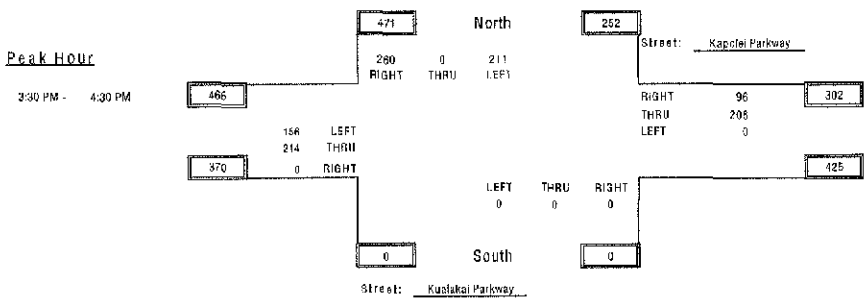 471 North 252
Street: Kapolei Parkway
Peak Hour
260 0 211
RIGHT THRU LEFT
3:30 PM - 4:30 PM
466
RIGHT 96 302
THRU 206
LEFT 0
156 LEFT
214 THRU
370 0 RIGHT
425
LEFT THRU RIGHT
0 0 0
0 South 0
Street: Kualakai Parkway